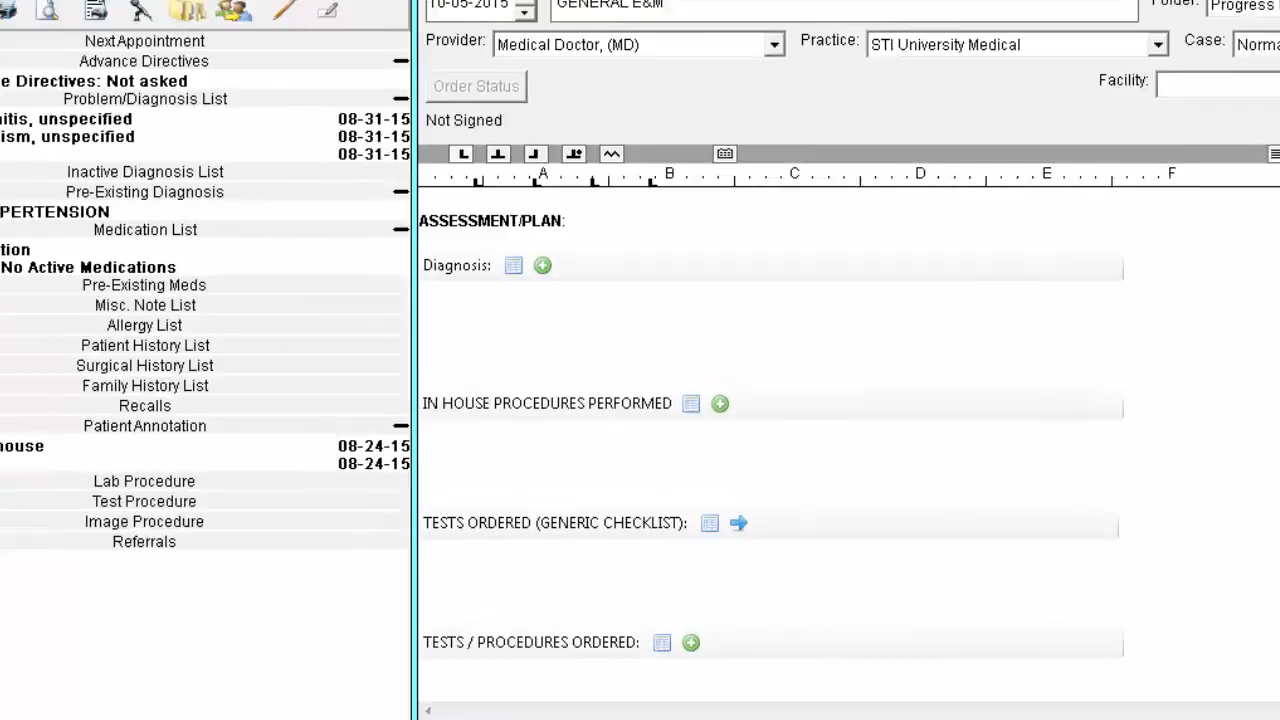 10-05-2015 GENERAL E&M Folder: Progress
Provider: Medical Doctor, (MD) Practice: STI University Medical Case: Norma
Order Status Facility:
Not Signed
A B C D E F
NextAppointment
Advance Directives
e Directives: Not asked
Problem/Diagnosis List
itis, unspecified 08-31-15
ism, unspecified 08-31-15
08-31-15
Inactive Diagnosis List
Pre-Existing Diagnosis
PERTENSION
Medication List
tion
No Active Medications
Pre-Existing Meds
Misc. Note List
Allergy List
Patient History List
Surgical History List
Family History List
Recalls
PatientAnnotation
house 08-24-15
08-24-15
Lab Procedure
Test Procedure
Image Procedure
Referrals
ASSESSMENT/PLAN:
Diagnosis:
IN HOUSE PROCEDURES PERFORMED
TESTS ORDERED (GENERIC CHECKLIST):
TESTS / PROCEDURES ORDERED: